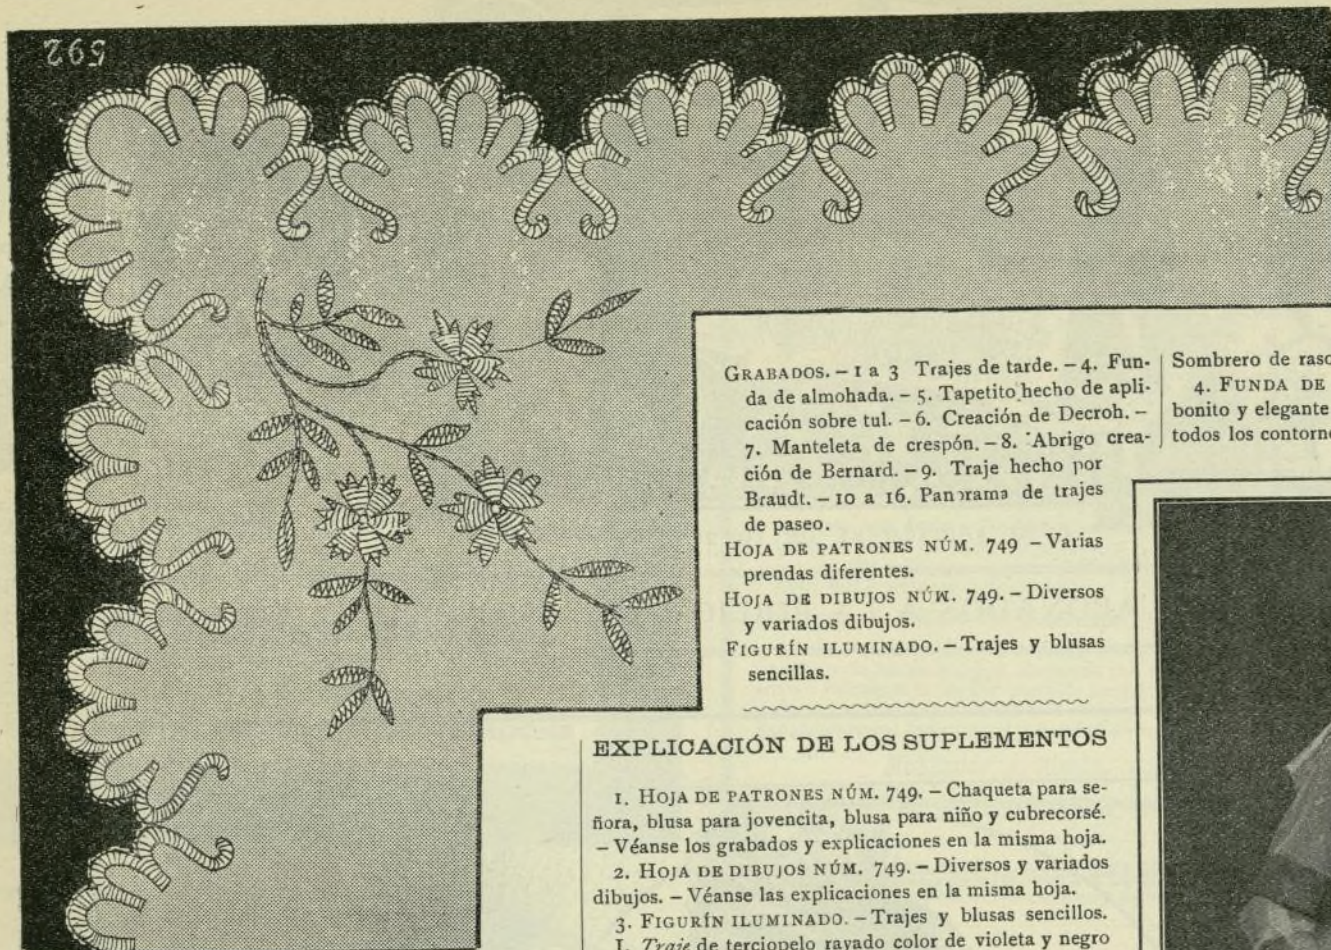 592
GRABADOS. – 1 a 3 Trajes de tarde. – 4. Fun-
da de almohada. – 5. Tapetito hecho de apli-
cación sobre tul. – 6. Creación de Decroh. –
7. Manteleta de crespón. – 8. Abrigo crea-
ción de Bernard. – 9. Traje hecho por
Braudt. – 10 a 16. Panorama de trajes
de paseo.
HOJA DE PATRONES NÚM. 749 – Varias
prendas diferentes.
HOJA DE DIBUJOS NÚM. 749. – Diversos
y variados dibujos.
FIGURÍN ILUMINADO. – Trajes y blusas
sencillas.
EXPLICACIÓN DE LOS SUPLEMENTOS
1. HOJA DE PATRONES NÚM. 749. – Chaqueta para se-
ñora, blusa para jovencita, blusa para niño y cubrecorsé.
– Véanse los grabados y explicaciones en la misma hoja.
2. HOJA DE DIBUJOS NÚM. 749. – Diversos y variados
dibujos. – Véanse las explicaciones en la misma hoja.
3. FIGURÍN ILUMINADO. – Trajes y blusas sencillos.
I. Traje de terciopelo rayado color de violeta y negro
Sombrero de raso
4. FUNDA DE
bonito y elegante
todos los contorno